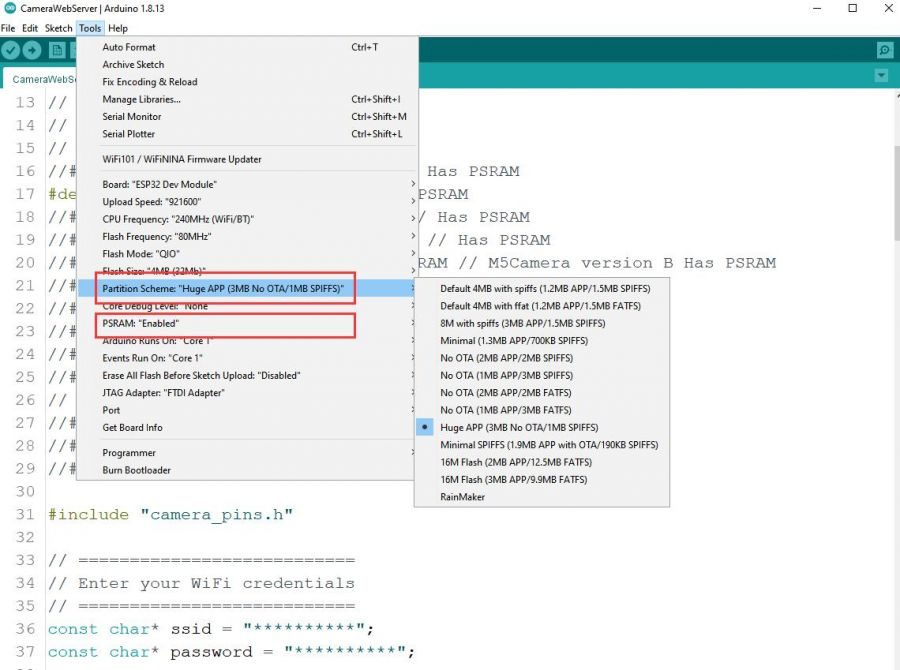 CameraWebServer | Arduino 1.8.13
File Edit Sketch Tools Help
CameraWebSe
Auto Format Ctrl+T
Archive Sketch
Fix Encoding & Reload
Manage Libraries... Ctrl+Shift+I
Serial Monitor Ctrl+Shift+M
Serial Plotter Ctrl+Shift+L
WiFi101 / WiFiNINA Firmware Updater
Board: "ESP32 Dev Module"
Upload Speed: "921600"
CPU Frequency: "240MHz (WiFi/BT)"
Flash Frequency: "80MHz"
Flash Mode: "QIO"
Flash Size: "4MB (32Mb)"
Partition Scheme: "Huge APP (3MB No OTA/1MB SPIFFS)"
Core Debug Level: "None"
PSRAM: "Enabled"
Arduino Runs On: "Core 1"
Events Run On: "Core 1"
Erase All Flash Before Sketch Upload: "Disabled"
JTAG Adapter: "FTDI Adapter"
Port
Get Board Info
Programmer
Burn Bootloader
Default 4MB with spiffs (1.2MB APP/1.5MB SPIFFS)
Default 4MB with ffat (1.2MB APP/1.5MB FATFS)
8M with spiffs (3MB APP/1.5MB SPIFFS)
Minimal (1.3MB APP/700KB SPIFFS)
No OTA (2MB APP/2MB SPIFFS)
No OTA (1MB APP/3MB SPIFFS)
No OTA (2MB APP/2MB FATFS)
No OTA (1MB APP/3MB FATFS)
Huge APP (3MB No OTA/1MB SPIFFS)
Minimal SPIFFS (1.9MB APP with OTA/190KB SPIFFS)
16M Flash (2MB APP/12.5MB FATFS)
16M Flash (3MB APP/9.9MB FATFS)
RainMaker
13 //
14 //
15 //
16 //# Has PSRAM
17 #de PSRAM
18 //# / Has PSRAM
19 //# // Has PSRAM
20 //# RAM // M5Camera version B Has PSRAM
21 //#
22 //#
23 //#
24 //#
25 //#
26 //
27 //#
28 //#
29 //#
30
31 #include "camera_pins.h"
32
33 // ===========================
34 // Enter your WiFi credentials
35 // ===========================
36 const char* ssid = "**********";
37 const char* password = "**********";